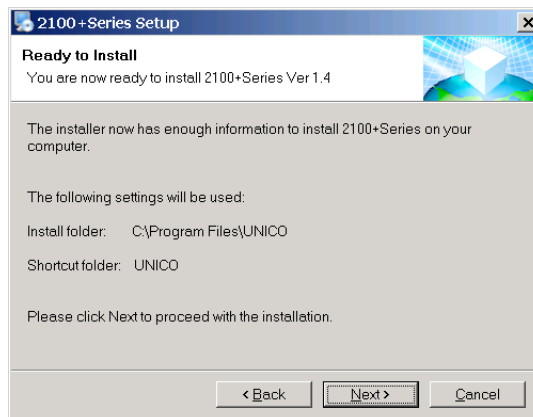 2100+Series Setup
Ready to Install
You are now ready to install 2100+Series Ver 1.4
The installer now has enough information to install 2100+Series on your
computer.
The following settings will be used:
Install folder: C:\Program Files\UNICO
Shortcut folder: UNICO
Please click Next to proceed with the installation.
< Back Next > Cancel